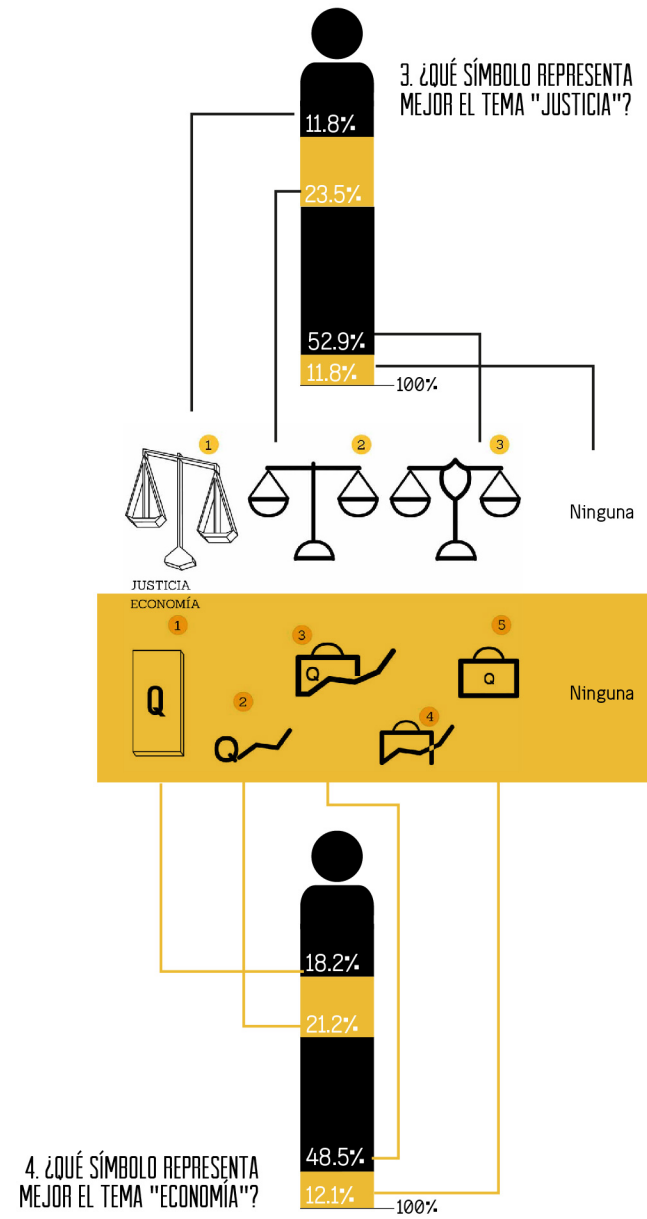 3. ¿QUÉ SÍMBOLO REPRESENTA
MEJOR EL TEMA "JUSTICIA"?
11.8%
23.5%
52.9%
11.8%
100%
1
2
3
Ninguna
JUSTICIA
ECONOMÍA
1
Q
2
Q
3
Q
4
5
Q
Ninguna
18.2%
21.2%
48.5%
12.1%
100%
4. ¿QUÉ SÍMBOLO REPRESENTA
MEJOR EL TEMA "ECONOMÍA"?